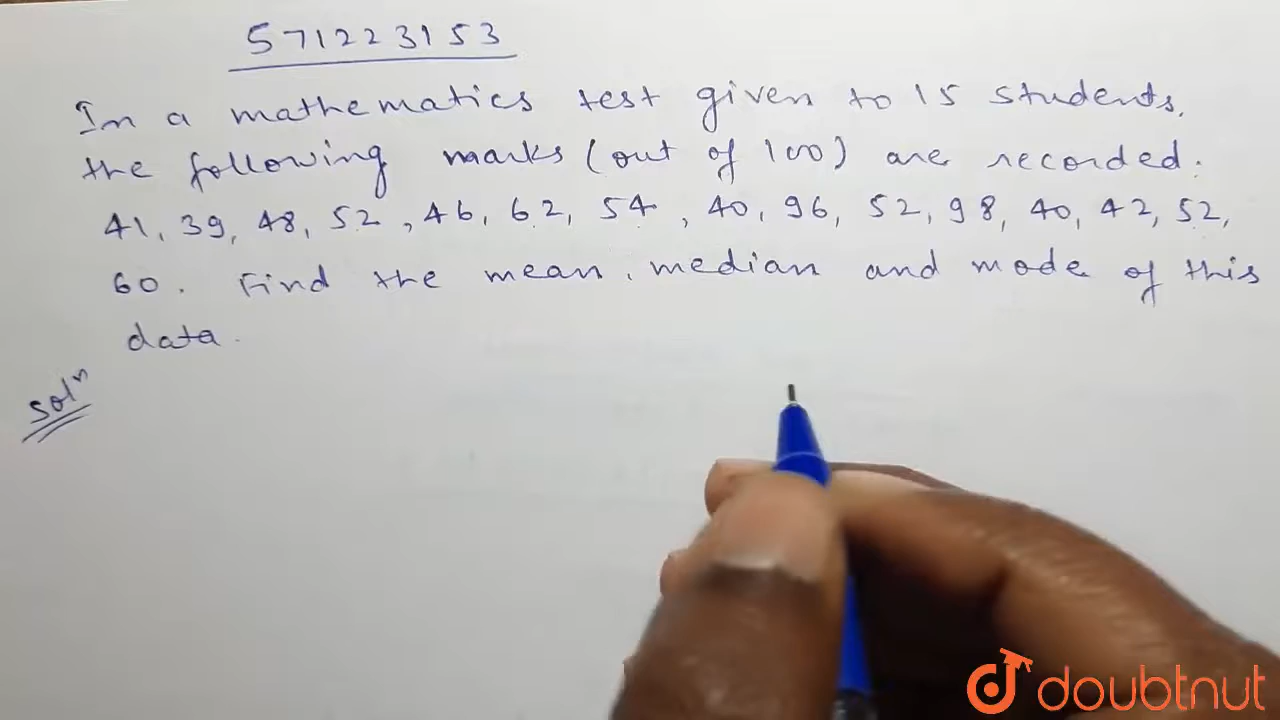 571223153
In a mathematics test given to 15 students,
the following marks (out of 100) are recorded.
41, 39, 48, 52, 46, 62, 54, 40, 96, 52, 98, 40, 42, 52,
60. Find the mean, median and mode of this
data.
Solⁿ
doubtnut